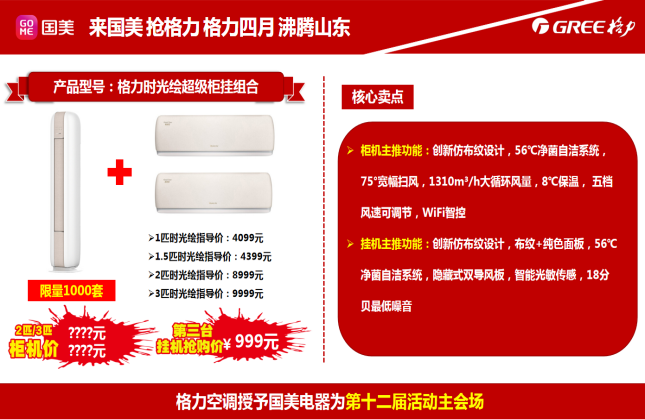 GO
ME 国美 来国美 抢格力 格力四月 沸腾山东 GREE格力
产品型号：格力时光绘超级柜挂组合
➢1匹时光绘指导价：4099元
➢1.5匹时光绘指导价：4399元
➢2匹时光绘指导价：8999元
➢3匹时光绘指导价：9999元
限量1000套
2匹/3匹
柜机价
????元
????元
第三台
挂机抢购价
¥ 999元
核心卖点
➢ 柜机主推功能：创新仿布纹设计，56℃净菌自洁系统，
75°宽幅扫风，1310m³/h大循环风量，8℃保温， 五档
风速可调节，WiFi智控
➢ 挂机主推功能：创新仿布纹设计，布纹+纯色面板，56℃
净菌自洁系统，隐藏式双导风板，智能光敏传感，18分
贝最低噪音
格力空调授予国美电器为第十二届活动主会场